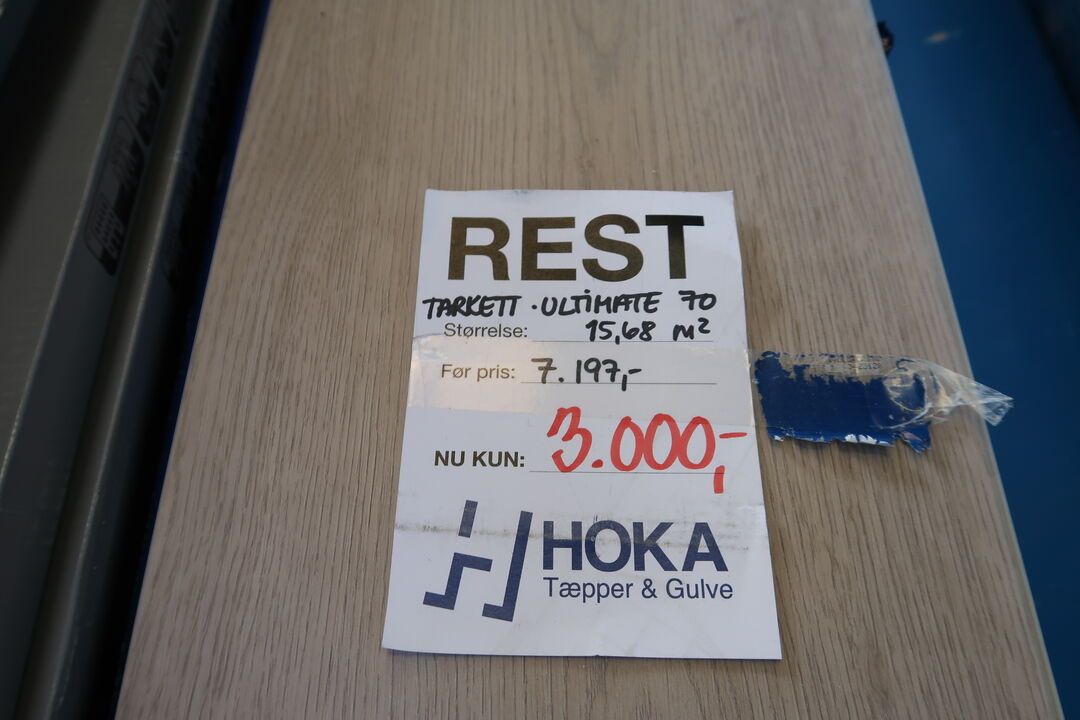 REST
TARKETT · ULTIMATE 70
Størrelse: 15,68 m²
Før pris: 7.197,-
NU KUN: 3.000,-
HOKA
Tæpper & Gulve